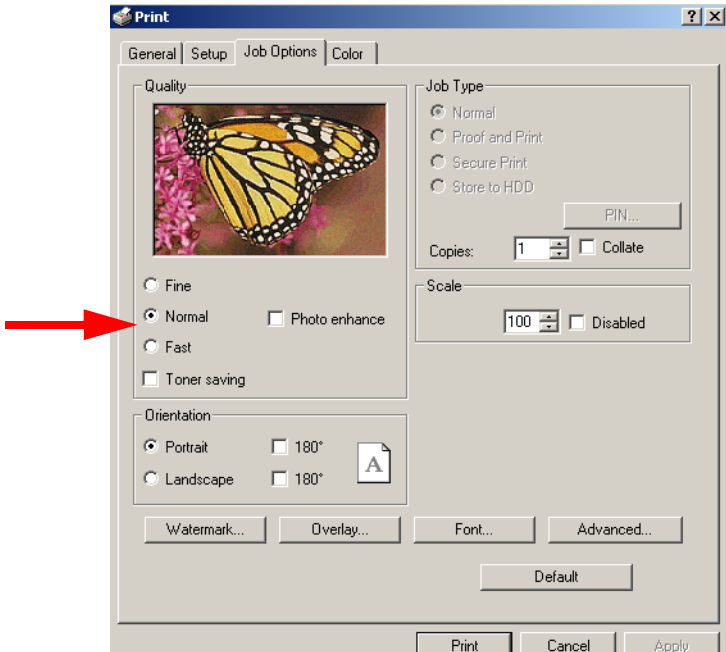 Print
General Setup Job Options Color
Quality
Fine
Normal
Photo enhance
Fast
Toner saving
Orientation
Portrait
180°
Landscape
180°
A
Job Type
Normal
Proof and Print
Secure Print
Store to HDD
PIN...
Copies: 1 Collate
Scale
100 Disabled
Watermark... Overlay... Font... Advanced...
Default
Print Cancel Apply